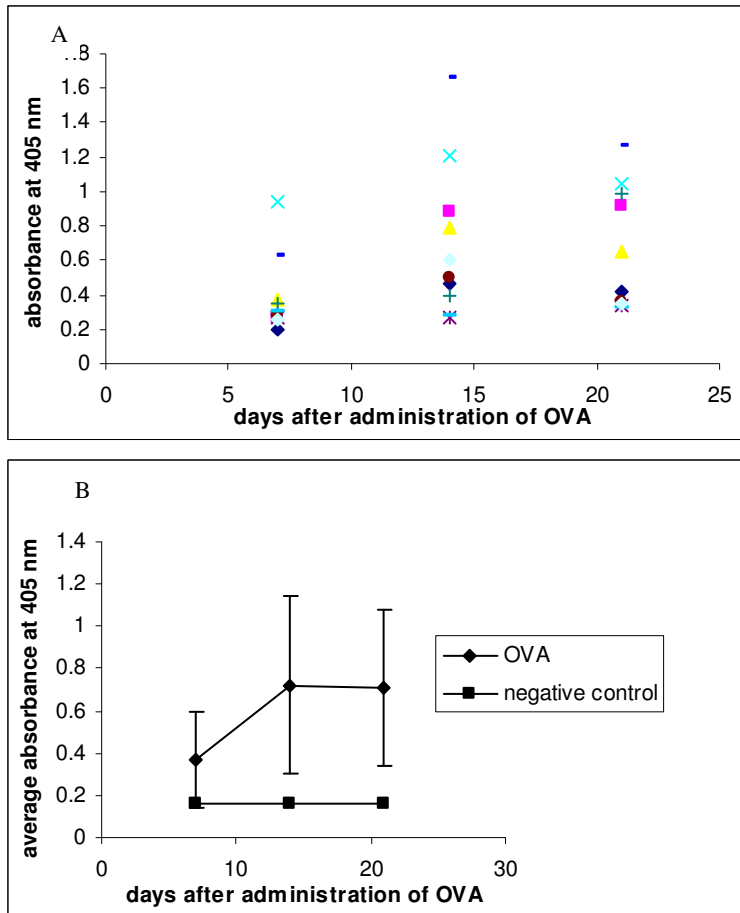 A
1.8
1.6
1.4
1.2
1
0.8
0.6
0.4
0.2
0
0 5 10 15 20 25
absorbance at 405 nm
days after administration of OVA
B
1.4
1.2
1
0.8
0.6
0.4
0.2
0
0 10 20 30
average absorbance at 405 nm
days after administration of OVA
OVA
negative control